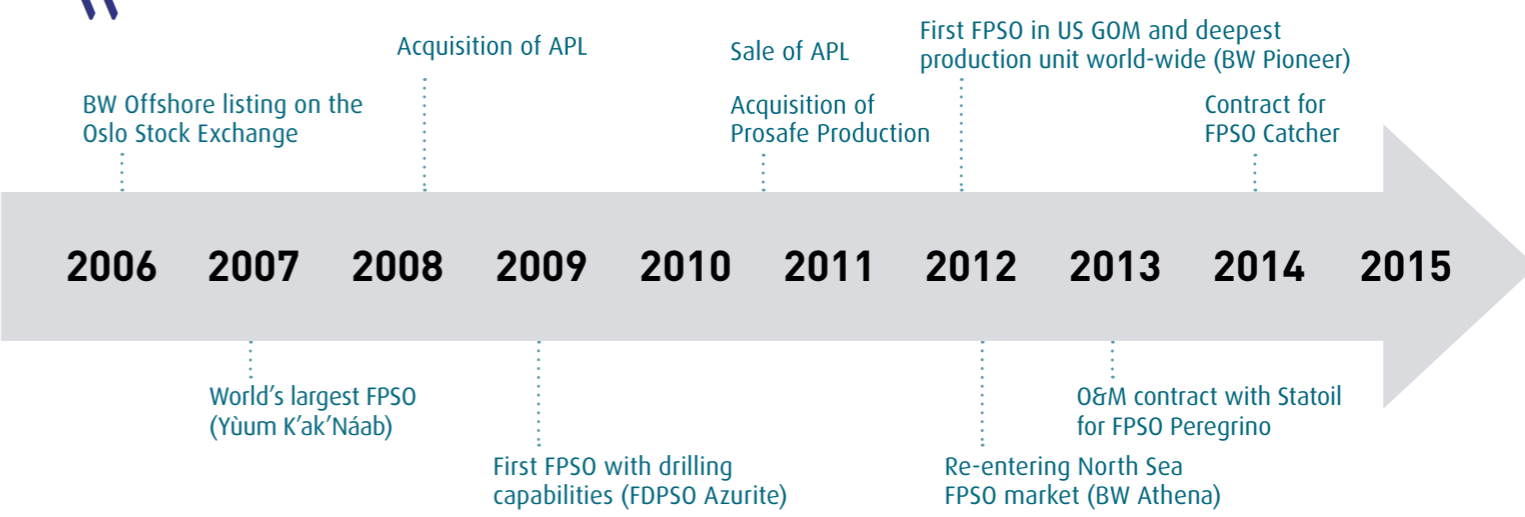 Acquisition of APL
Sale of APL
First FPSO in US GOM and deepest
production unit world-wide (BW Pioneer)
BW Offshore listing on the
Oslo Stock Exchange
Acquisition of
Prosafe Production
Contract for
FPSO Catcher
2006 2007 2008 2009 2010 2011 2012 2013 2014 2015
World’s largest FPSO
(Yùum K’ak’Náab)
O&M contract with Statoil
for FPSO Peregrino
First FPSO with drilling
capabilities (FDPSO Azurite)
Re-entering North Sea
FPSO market (BW Athena)